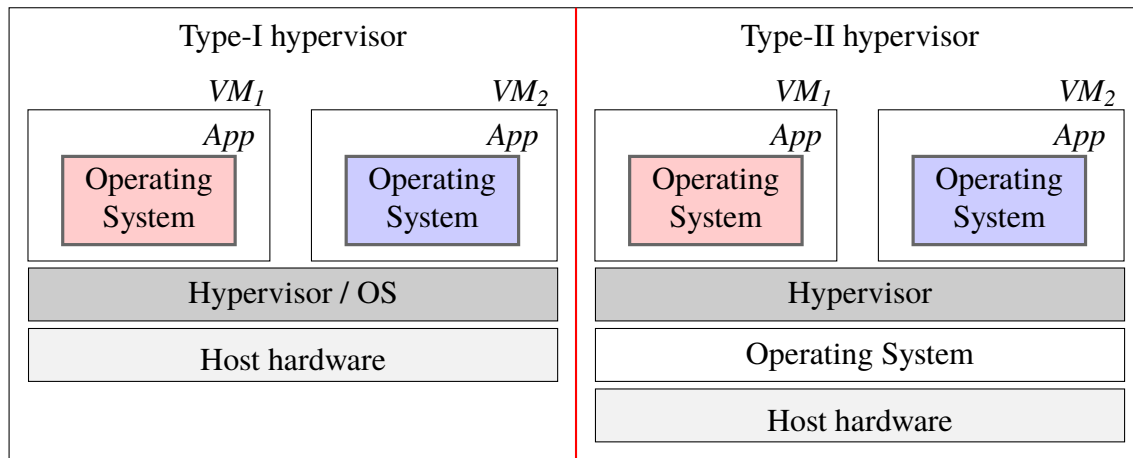 Type-I hypervisor
VM1
VM2
App
App
Operating
System
Operating
System
Hypervisor / OS
Host hardware
Type-II hypervisor
VM1
VM2
App
App
Operating
System
Operating
System
Hypervisor
Operating System
Host hardware